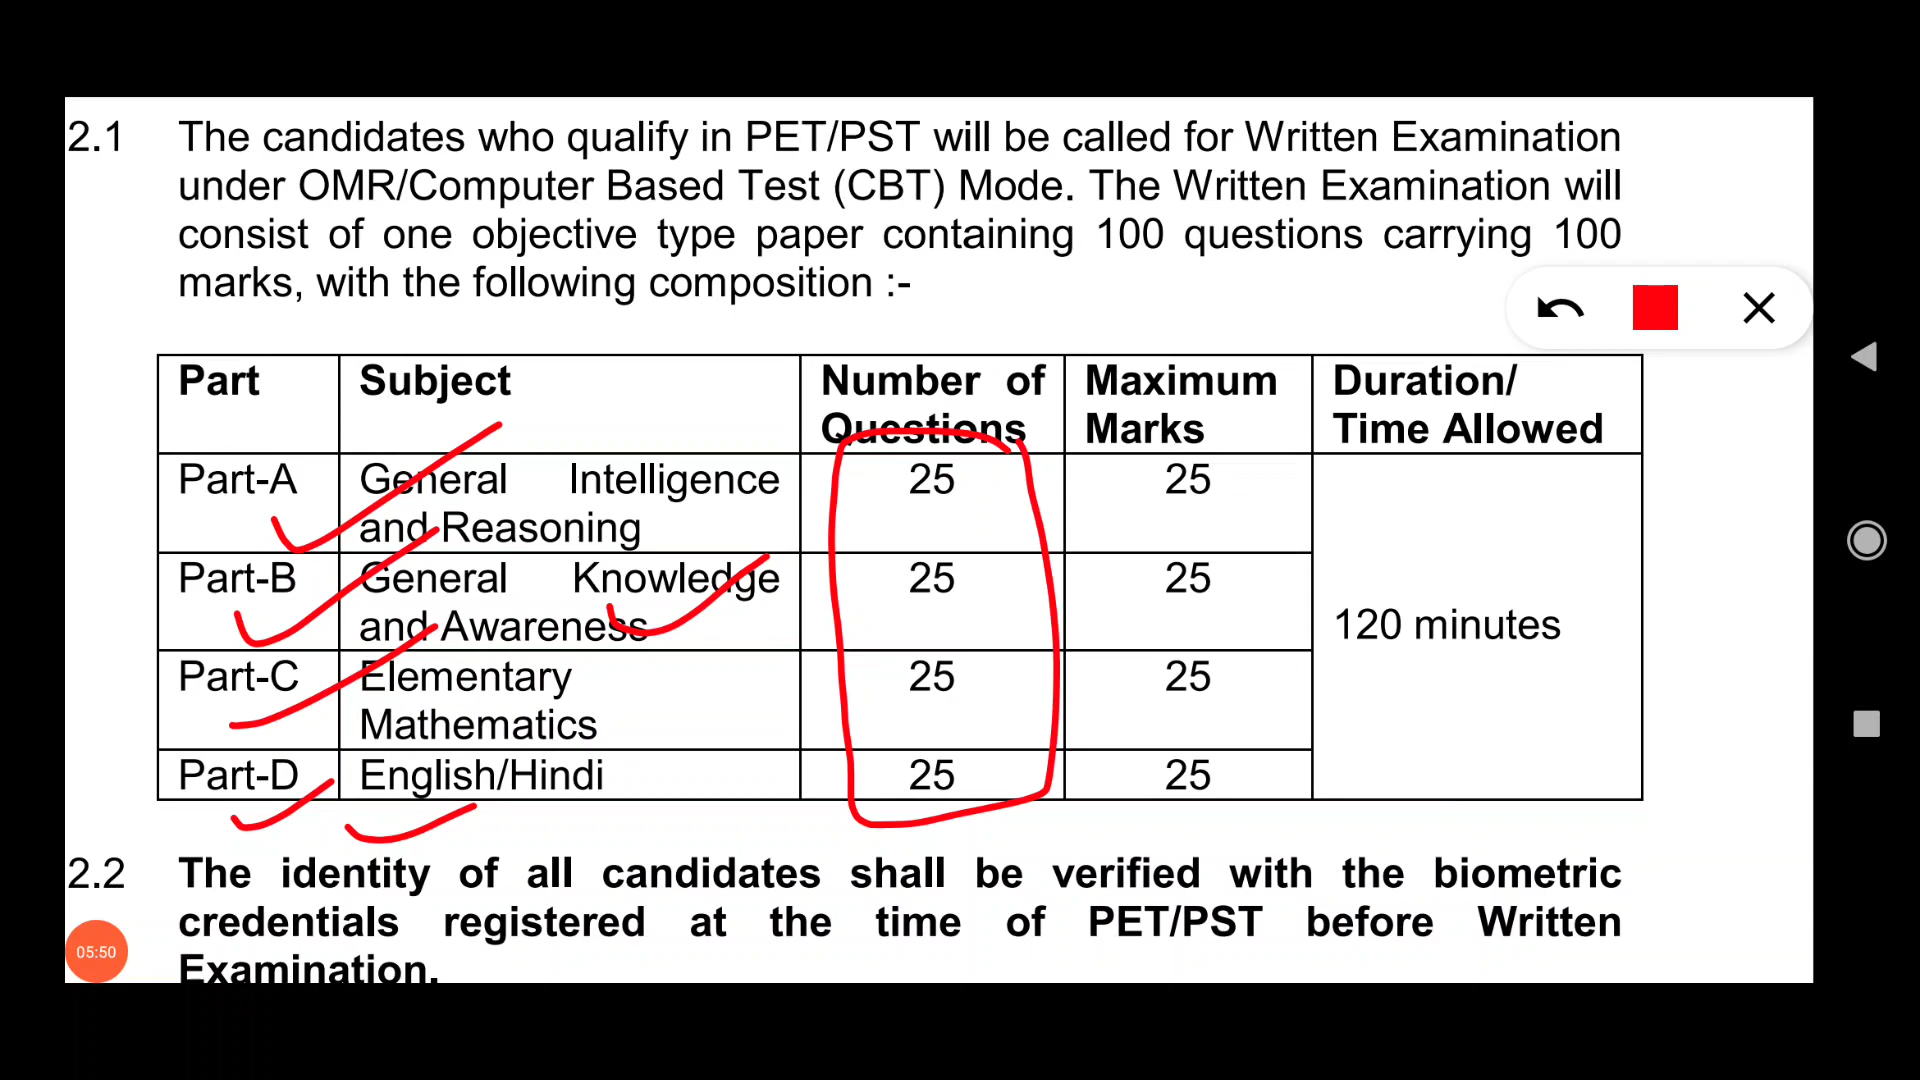 2.1 The candidates who qualify in PET/PST will be called for Written Examination
under OMR/Computer Based Test (CBT) Mode. The Written Examination will
consist of one objective type paper containing 100 questions carrying 100
marks, with the following composition :-
Part Subject Number of Questions Maximum Marks Duration/ Time Allowed
Part-A General Intelligence and Reasoning 25 25 120 minutes
Part-B General Knowledge and Awareness 25 25
Part-C Elementary Mathematics 25 25
Part-D English/Hindi 25 25
2.2 The identity of all candidates shall be verified with the biometric
credentials registered at the time of PET/PST before Written
Examination.
05:50